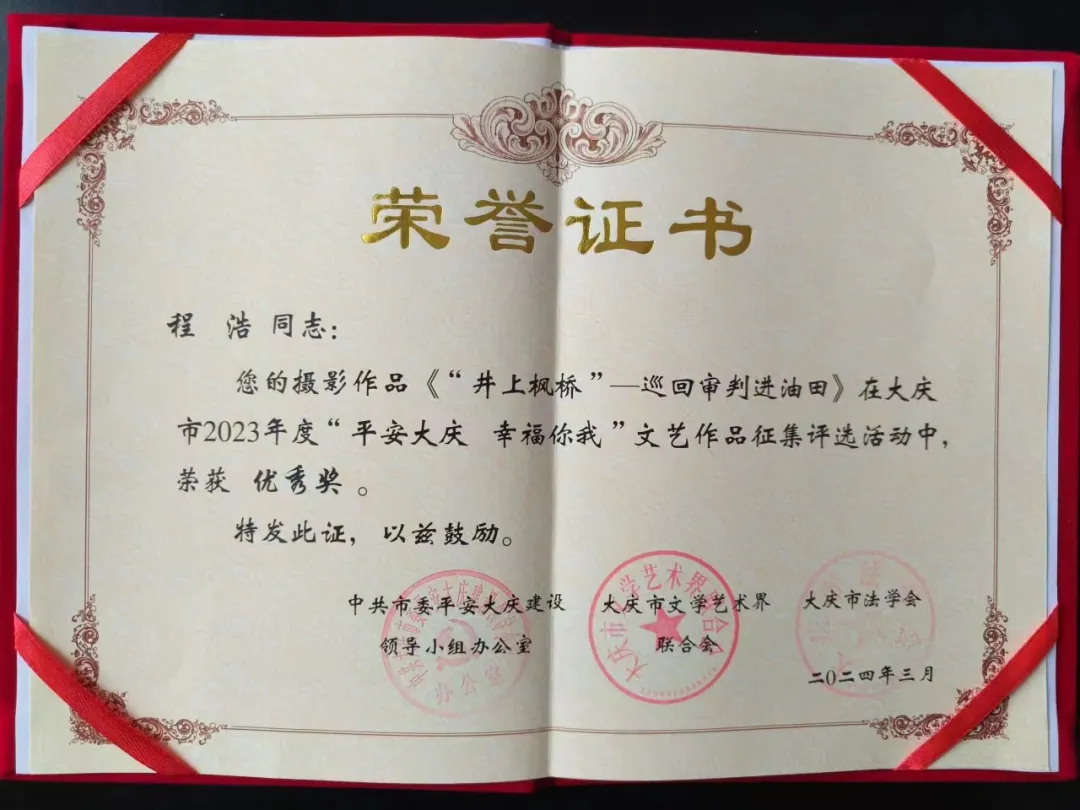 荣誉证书
程 浩 同志：
您的摄影作品《“井上枫桥”—巡回审判进油田》在大庆
市2023年度“平安大庆 幸福你我”文艺作品征集评选活动中，
荣获 优秀奖 。
特发此证，以兹鼓励。
中共市委平安大庆建设
领导小组办公室
大庆市文学艺术界
联合会
大庆市法学会
二〇二四年三月
办公室